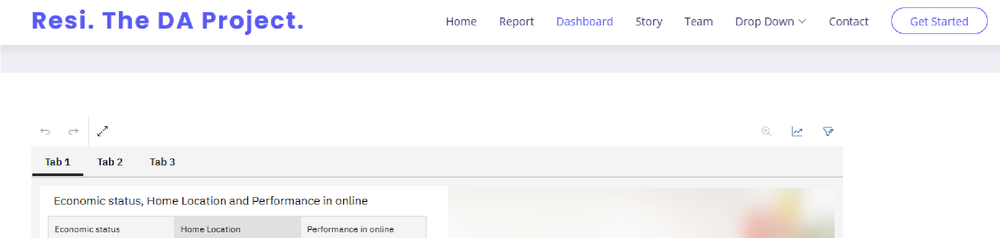 Resi. The DA Project.
Home Report Dashboard Story Team Drop Down Contact Get Started
Tab 1 Tab 2 Tab 3
Economic status, Home Location and Performance in online
Economic status Home Location Performance in online